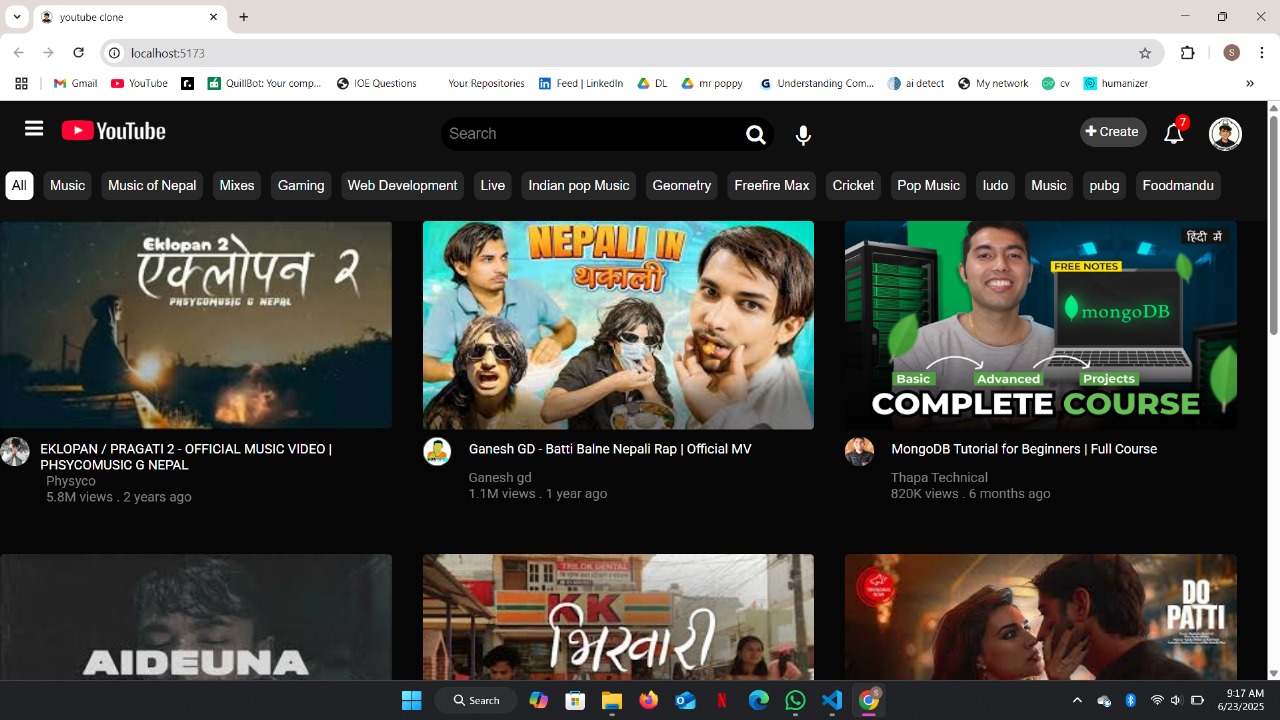 youtube clone
localhost:5173
Gmail
YouTube
QuillBot: Your comp...
IOE Questions
Your Repositories
Feed | LinkedIn
DL
mr poppy
Understanding Com...
ai detect
My network
cv
humanizer
YouTube
Search
Create
7
All
Music
Music of Nepal
Mixes
Gaming
Web Development
Live
Indian pop Music
Geometry
Freefire Max
Cricket
Pop Music
ludo
Music
pubg
Foodmandu
Eklopan 2
एक्लोपन २
PHSYCOMUSIC G NEPAL
NEPALI IN
थकाली
हिंदी में
FREE NOTES
mongoDB
Basic
Advanced
Projects
COMPLETE COURSE
EKLOPAN / PRAGATI 2 - OFFICIAL MUSIC VIDEO |
PHSYCOMUSIC G NEPAL
Physyco
5.8M views . 2 years ago
Ganesh GD - Batti Balne Nepali Rap | Official MV
Ganesh gd
1.1M views . 1 year ago
MongoDB Tutorial for Beginners | Full Course
Thapa Technical
820K views . 6 months ago
AIDEUNA
TRILOK DENTAL
KK
भिखारी
TRENDING
NOW
DO
PATTI
Search
9:17 AM
6/23/2025